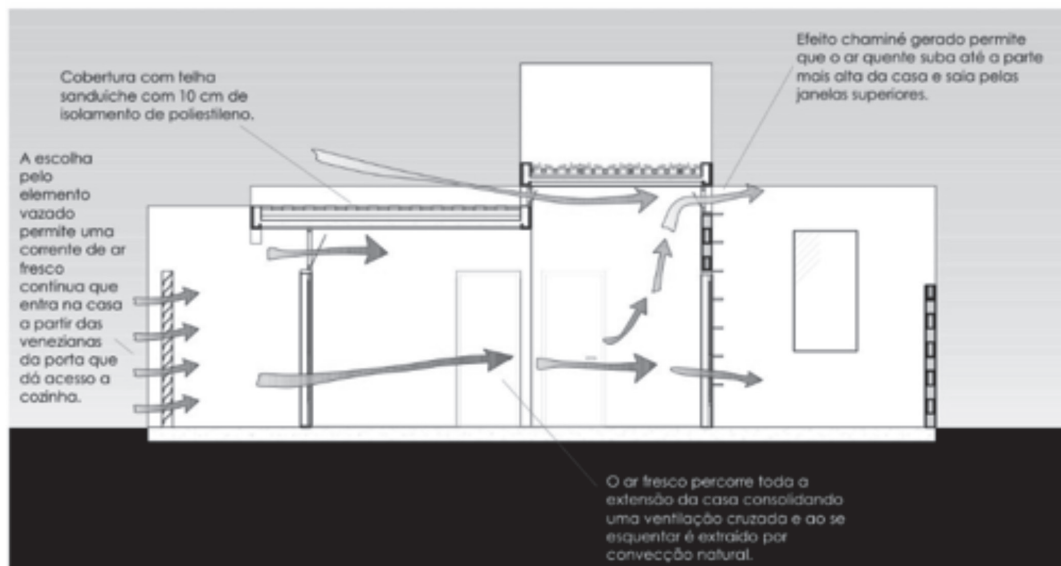 Cobertura com telha
sanduíche com 10 cm de
isolamento de poliestileno.
Efeito chaminé gerado permite
que o ar quente suba até a parte
mais alta da casa e saia pelas
janelas superiores.
A escolha
pelo
elemento
vazado
permite uma
corrente de ar
fresco
contínua que
entra na casa
a partir das
venezianas
da porta que
dá acesso a
cozinha.
O ar fresco percorre toda a
extensão da casa consolidando
uma ventilação cruzada e ao se
esquentar é extraído por
convecção natural.